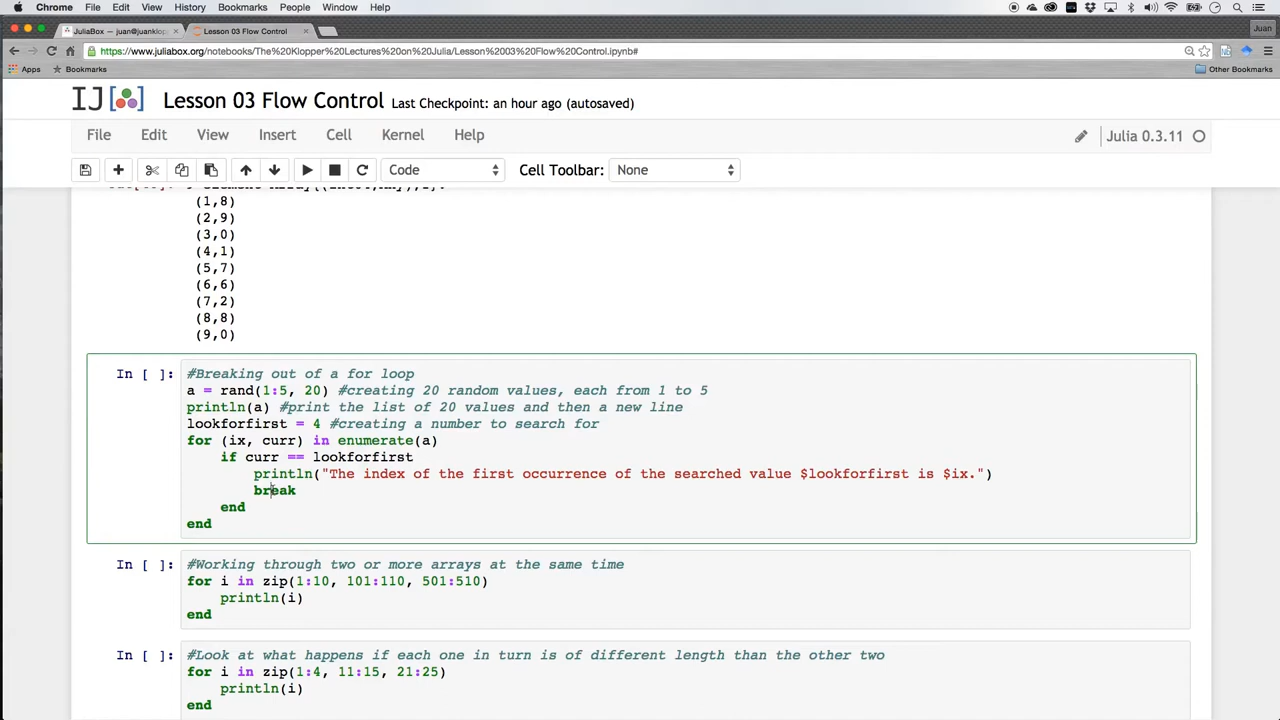 Chrome File Edit View History Bookmarks People Window Help
JuliaBox — juan@juanklop
Lesson 03 Flow Control
Juan
https://www.juliabox.org/notebooks/The%20Klopper%20Lectures%20on%20Julia/Lesson%2003%20Flow%20Control.ipynb#
Apps Bookmarks Other Bookmarks
IJ[ ] Lesson 03 Flow Control Last Checkpoint: an hour ago (autosaved)
File Edit View Insert Cell Kernel Help Julia 0.3.11
Code Cell Toolbar: None
(1,8)
(2,9)
(3,0)
(4,1)
(5,7)
(6,6)
(7,2)
(8,8)
(9,0)
In [ ]: #Breaking out of a for loop
a = rand(1:5, 20) #creating 20 random values, each from 1 to 5
println(a) #print the list of 20 values and then a new line
lookforfirst = 4 #creating a number to search for
for (ix, curr) in enumerate(a)
if curr == lookforfirst
println("The index of the first occurrence of the searched value $lookforfirst is $ix.")
break
end
end
In [ ]: #Working through two or more arrays at the same time
for i in zip(1:10, 101:110, 501:510)
println(i)
end
In [ ]: #Look at what happens if each one in turn is of different length than the other two
for i in zip(1:4, 11:15, 21:25)
println(i)
end